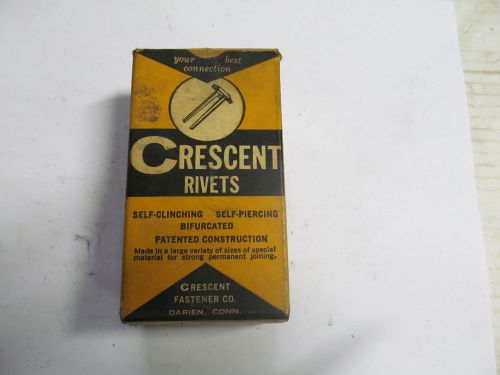 your best
connection
CRESCENT
RIVETS
SELF-CLINCHING SELF-PIERCING
BIFURCATED
PATENTED CONSTRUCTION
Made in a large variety of sizes of special
material for strong permanent joining.
CRESCENT
FASTENER CO.
DARIEN, CONN.